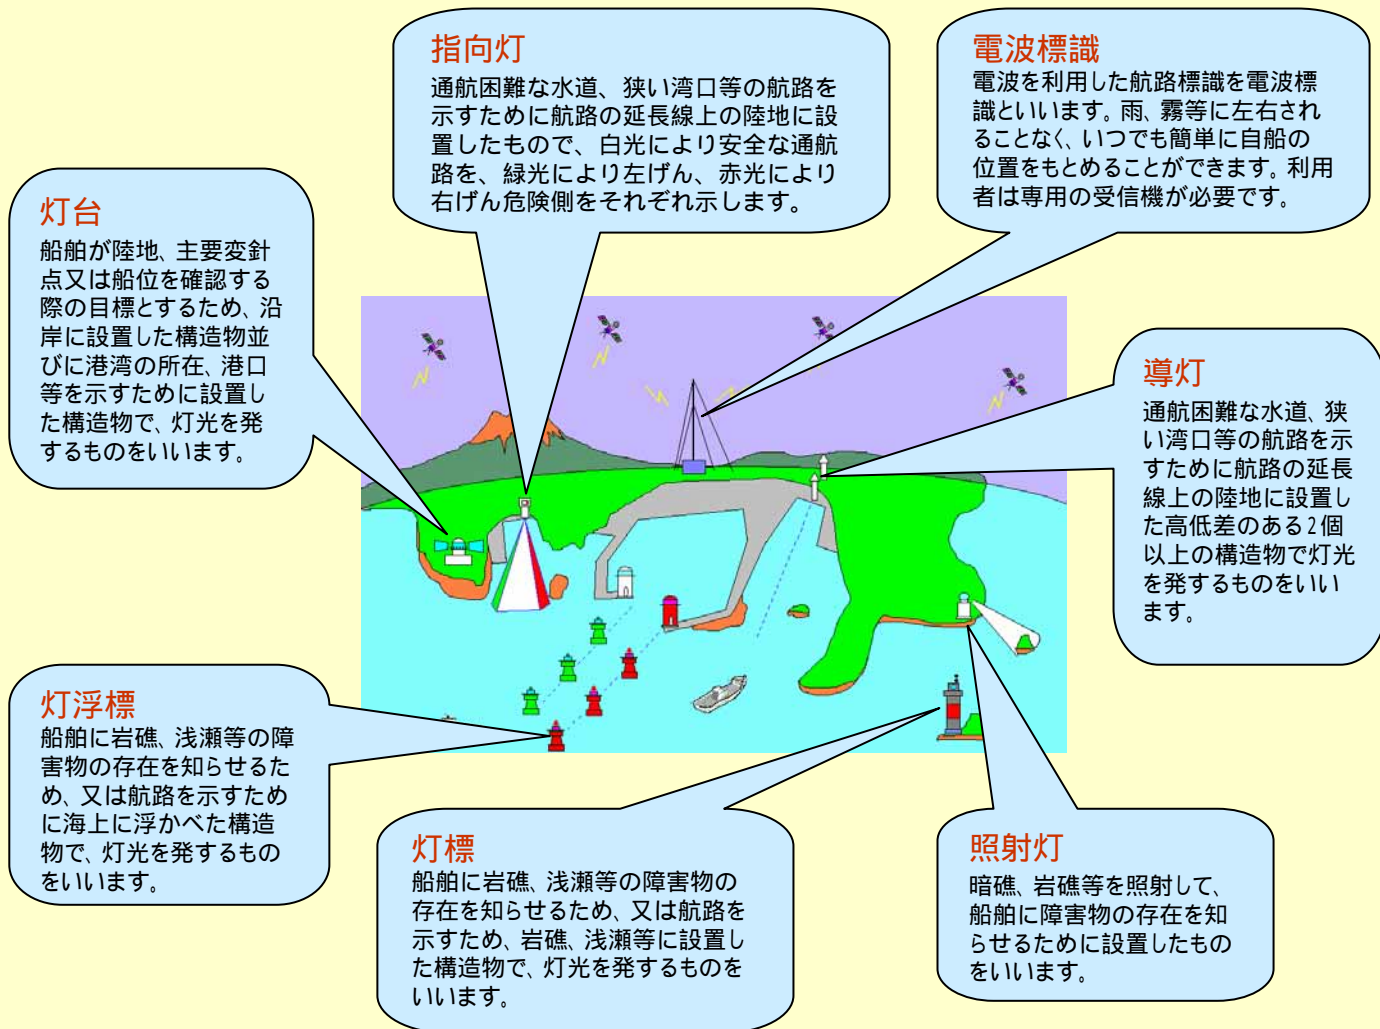 指向灯
通航困難な水道、狭い湾口等の航路を
示すために航路の延長線上の陸地に設
置したもので、白光により安全な通航
路を、緑光により左げん、赤光により
右げん危険側をそれぞれ示します。
電波標識
電波を利用した航路標識を電波標
識といいます。雨、霧等に左右され
ることなく、いつでも簡単に自船の
位置をもとめることができます。利用
者は専用の受信機が必要です。
灯台
船舶が陸地、主要変針
点又は船位を確認する
際の目標とするため、沿
岸に設置した構造物並
びに港湾の所在、港口
等を示すために設置し
た構造物で、灯光を発
するものをいいます。
導灯
通航困難な水道、狭
い湾口等の航路を示
すために航路の延長
線上の陸地に設置し
た高低差のある2個
以上の構造物で灯光
を発するものをいい
ます。
灯浮標
船舶に岩礁、浅瀬等の障
害物の存在を知らせるた
め、又は航路を示すため
に海上に浮かべた構造
物で、灯光を発するもの
をいいます。
灯標
船舶に岩礁、浅瀬等の障害物の
存在を知らせるため、又は航路を
示すため、岩礁、浅瀬等に設置し
た構造物で、灯光を発するものを
いいます。
照射灯
暗礁、岩礁等を照射して、
船舶に障害物の存在を知
らせるために設置したもの
をいいます。